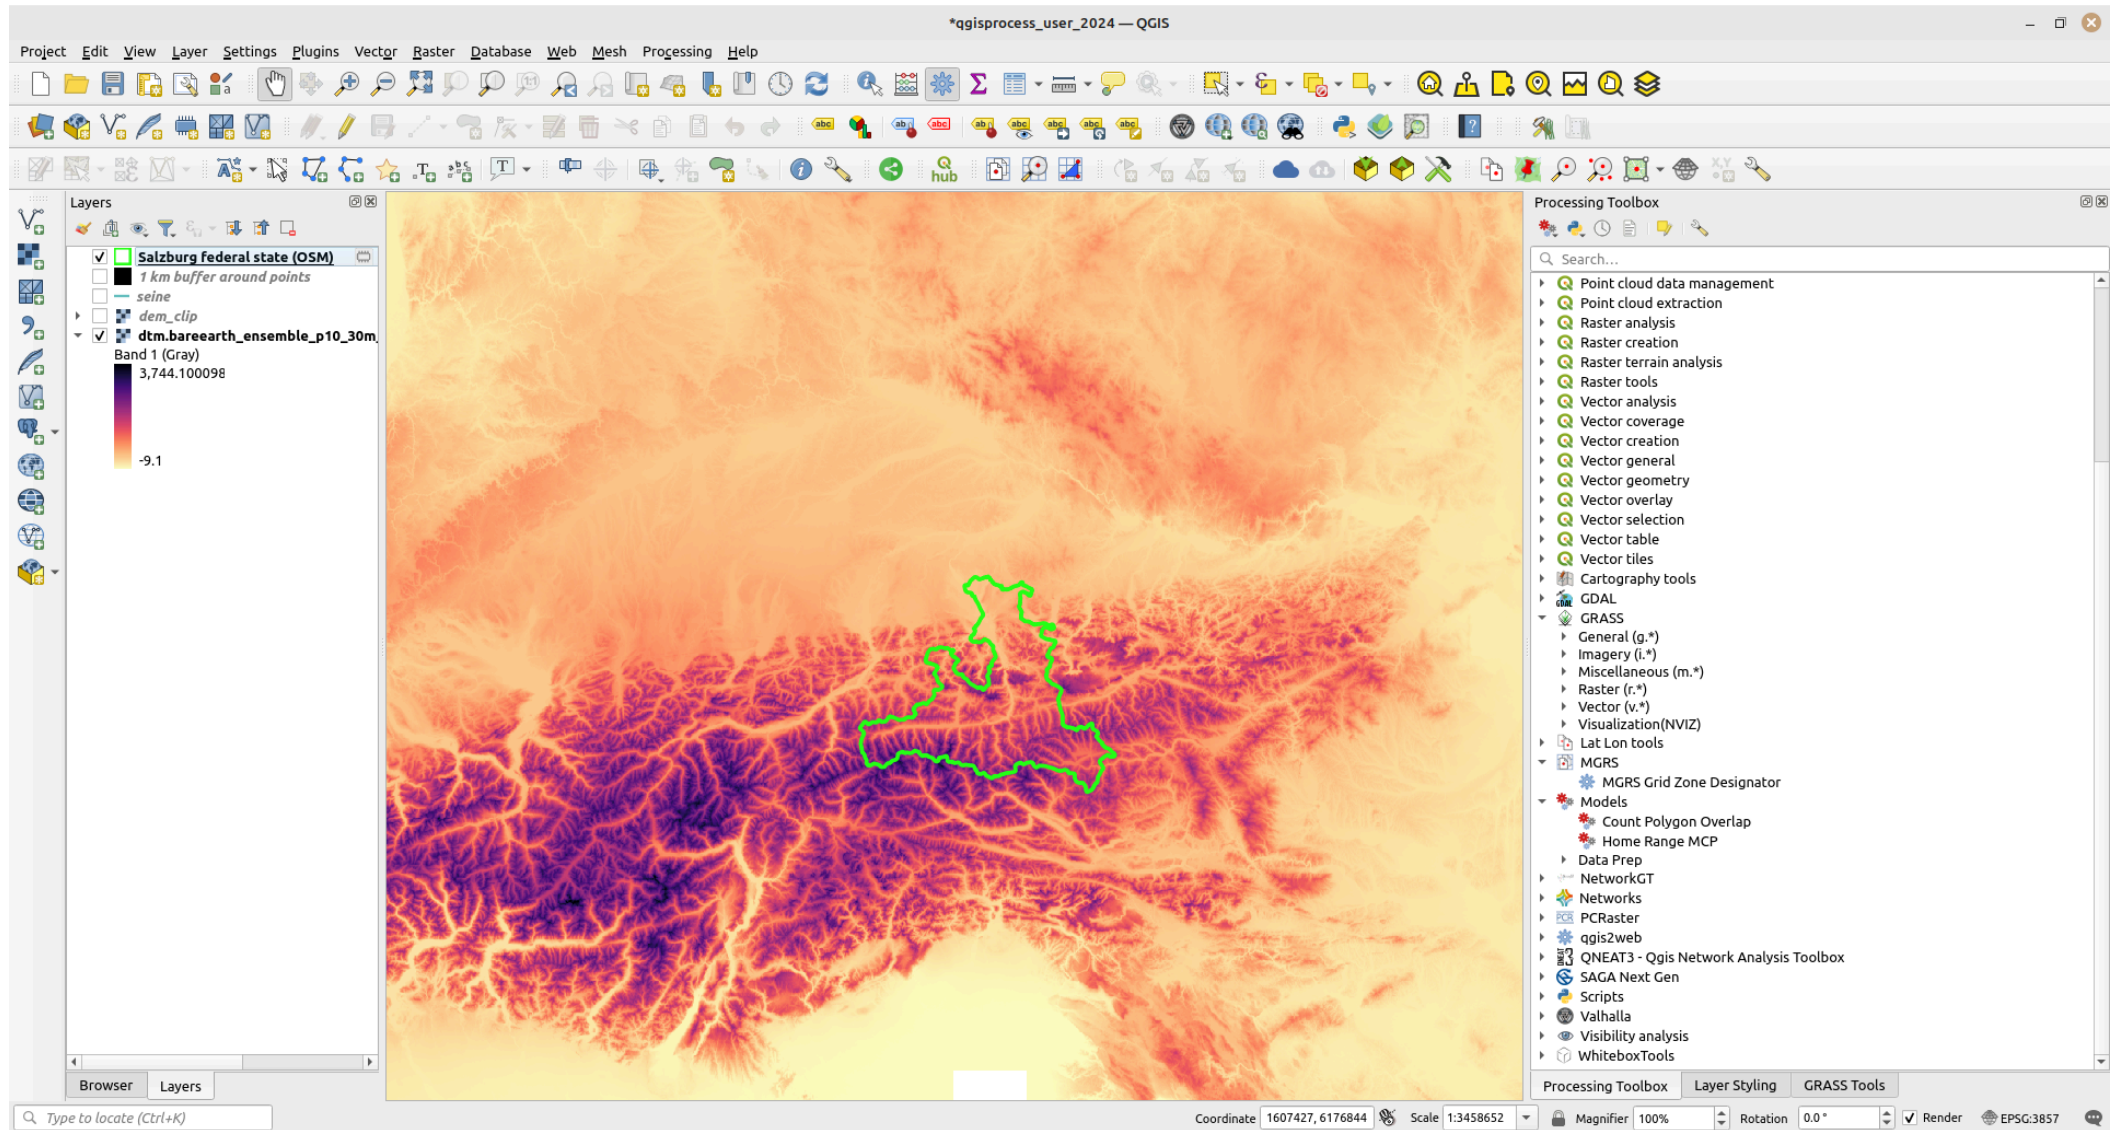 *qgisprocess_user_2024 — QGIS
Project Edit View Layer Settings Plugins Vector Raster Database Web Mesh Processing Help
Layers
Salzburg federal state (OSM)
1 km buffer around points
seine
dem_clip
dtm.bareearth_ensemble_p10_30m_
Band 1 (Gray)
3,744.100098
-9.1
Browser
Layers
Processing Toolbox
Search...
Point cloud data management
Point cloud extraction
Raster analysis
Raster creation
Raster terrain analysis
Raster tools
Vector analysis
Vector coverage
Vector creation
Vector general
Vector geometry
Vector overlay
Vector selection
Vector table
Vector tiles
Cartography tools
GDAL
GRASS
General (g.*)
Imagery (i.*)
Miscellaneous (m.*)
Raster (r.*)
Vector (v.*)
Visualization(NVIZ)
Lat Lon tools
MGRS
MGRS Grid Zone Designator
Models
Count Polygon Overlap
Home Range MCP
Data Prep
NetworkGT
Networks
PCRaster
qgis2web
QNEAT3 - Qgis Network Analysis Toolbox
SAGA Next Gen
Scripts
Valhalla
Visibility analysis
WhiteboxTools
Processing Toolbox
Layer Styling
GRASS Tools
Type to locate (Ctrl+K)
Coordinate 1607427, 6176844 Scale 1:3458652 Magnifier 100% Rotation 0.0 ° Render EPSG:3857